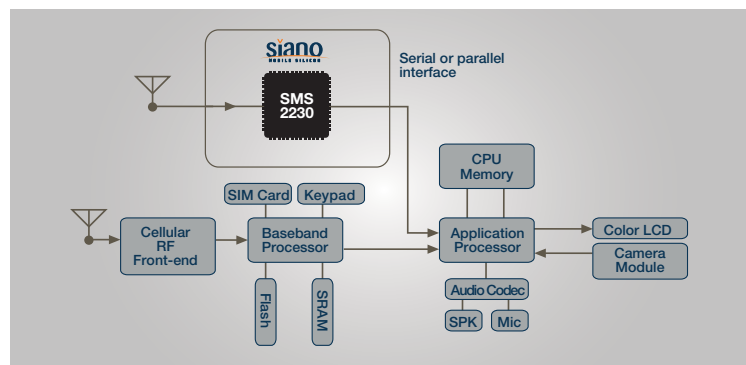 siano
MOBILE SILICON
Serial or parallel
interface
SMS
2230
CPU
Memory
SIM Card
Keypad
Cellular
RF
Front-end
Baseband
Processor
Application
Processor
Color LCD
Camera
Module
Flash
SRAM
Audio Codec
SPK
Mic